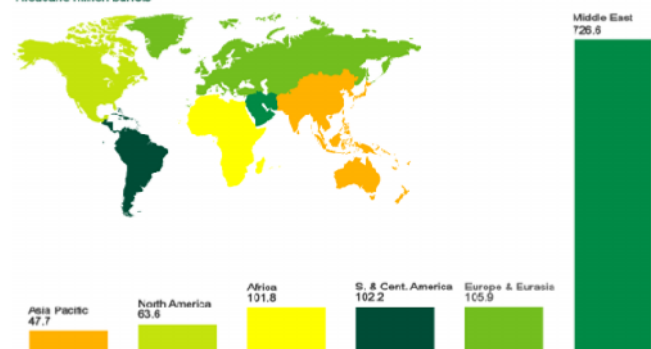 Middle East
726.6
Africa
101.8
S. & Cent. America
102.2
Europe & Eurasia
105.9
North America
63.6
Asia Pacific
47.7